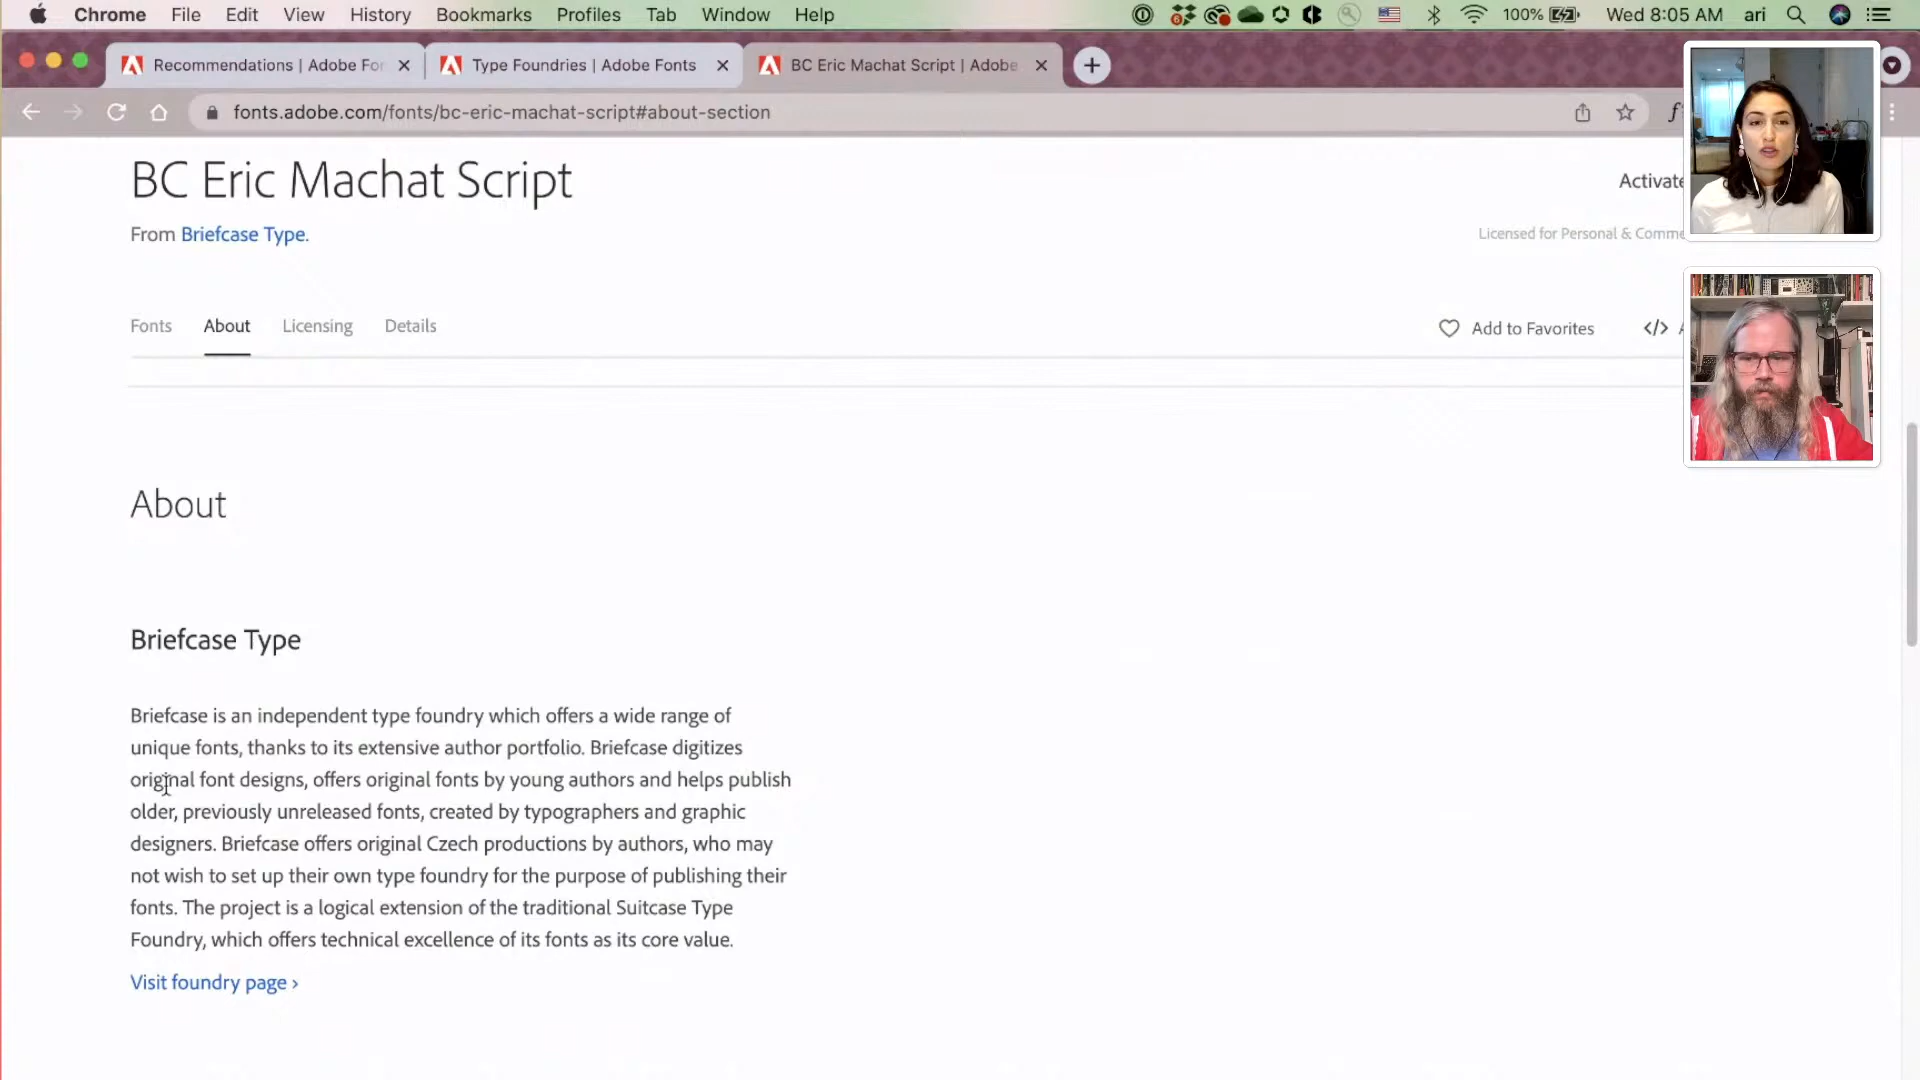 Chrome File Edit View History Bookmarks Profiles Tab Window Help 6 100% Wed 8:05 AM ari
Recommendations | Adobe Fo
Type Foundries | Adobe Fonts
BC Eric Machat Script | Adobe
fonts.adobe.com/fonts/bc-eric-machat-script#about-section
BC Eric Machat Script
Activate
From Briefcase Type.
Licensed for Personal & Comme
Fonts About Licensing Details
Add to Favorites </>
About
Briefcase Type
Briefcase is an independent type foundry which offers a wide range of
unique fonts, thanks to its extensive author portfolio. Briefcase digitizes
original font designs, offers original fonts by young authors and helps publish
older, previously unreleased fonts, created by typographers and graphic
designers. Briefcase offers original Czech productions by authors, who may
not wish to set up their own type foundry for the purpose of publishing their
fonts. The project is a logical extension of the traditional Suitcase Type
Foundry, which offers technical excellence of its fonts as its core value.
Visit foundry page ›